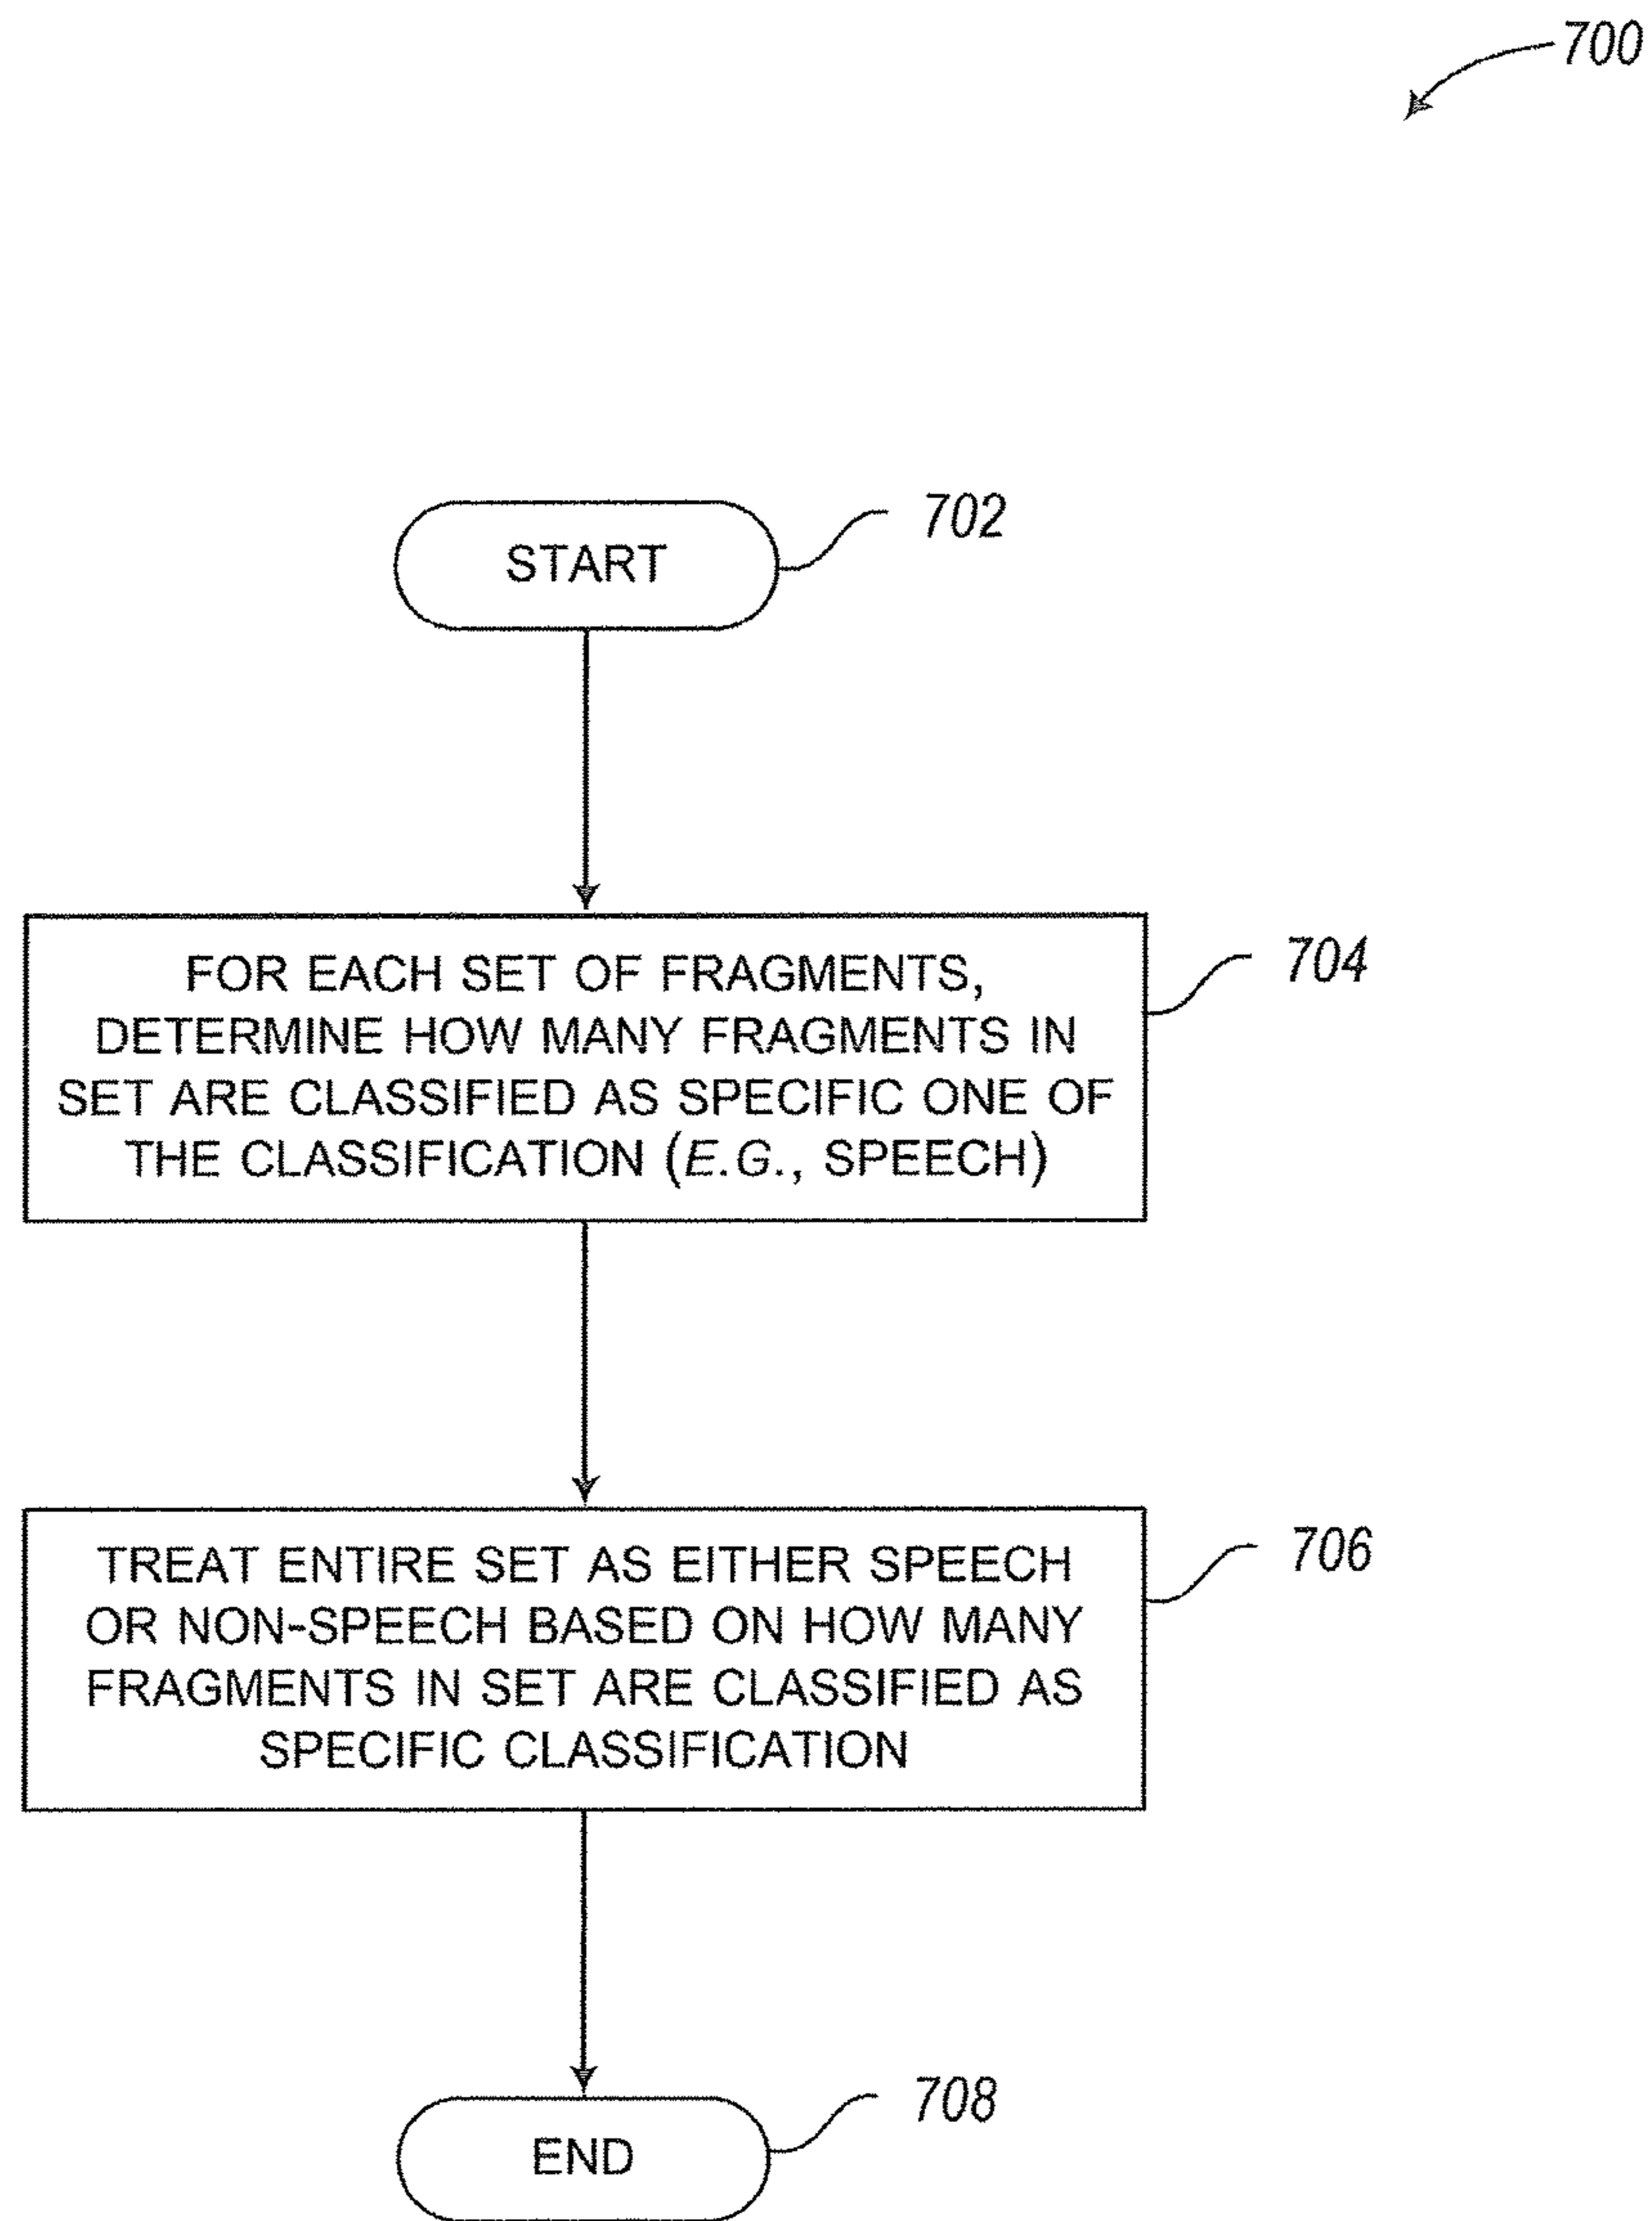 700
START
702
FOR EACH SET OF FRAGMENTS,
DETERMINE HOW MANY FRAGMENTS IN
SET ARE CLASSIFIED AS SPECIFIC ONE OF
THE CLASSIFICATION (E.G., SPEECH)
704
TREAT ENTIRE SET AS EITHER SPEECH
OR NON-SPEECH BASED ON HOW MANY
FRAGMENTS IN SET ARE CLASSIFIED AS
SPECIFIC CLASSIFICATION
706
END
708